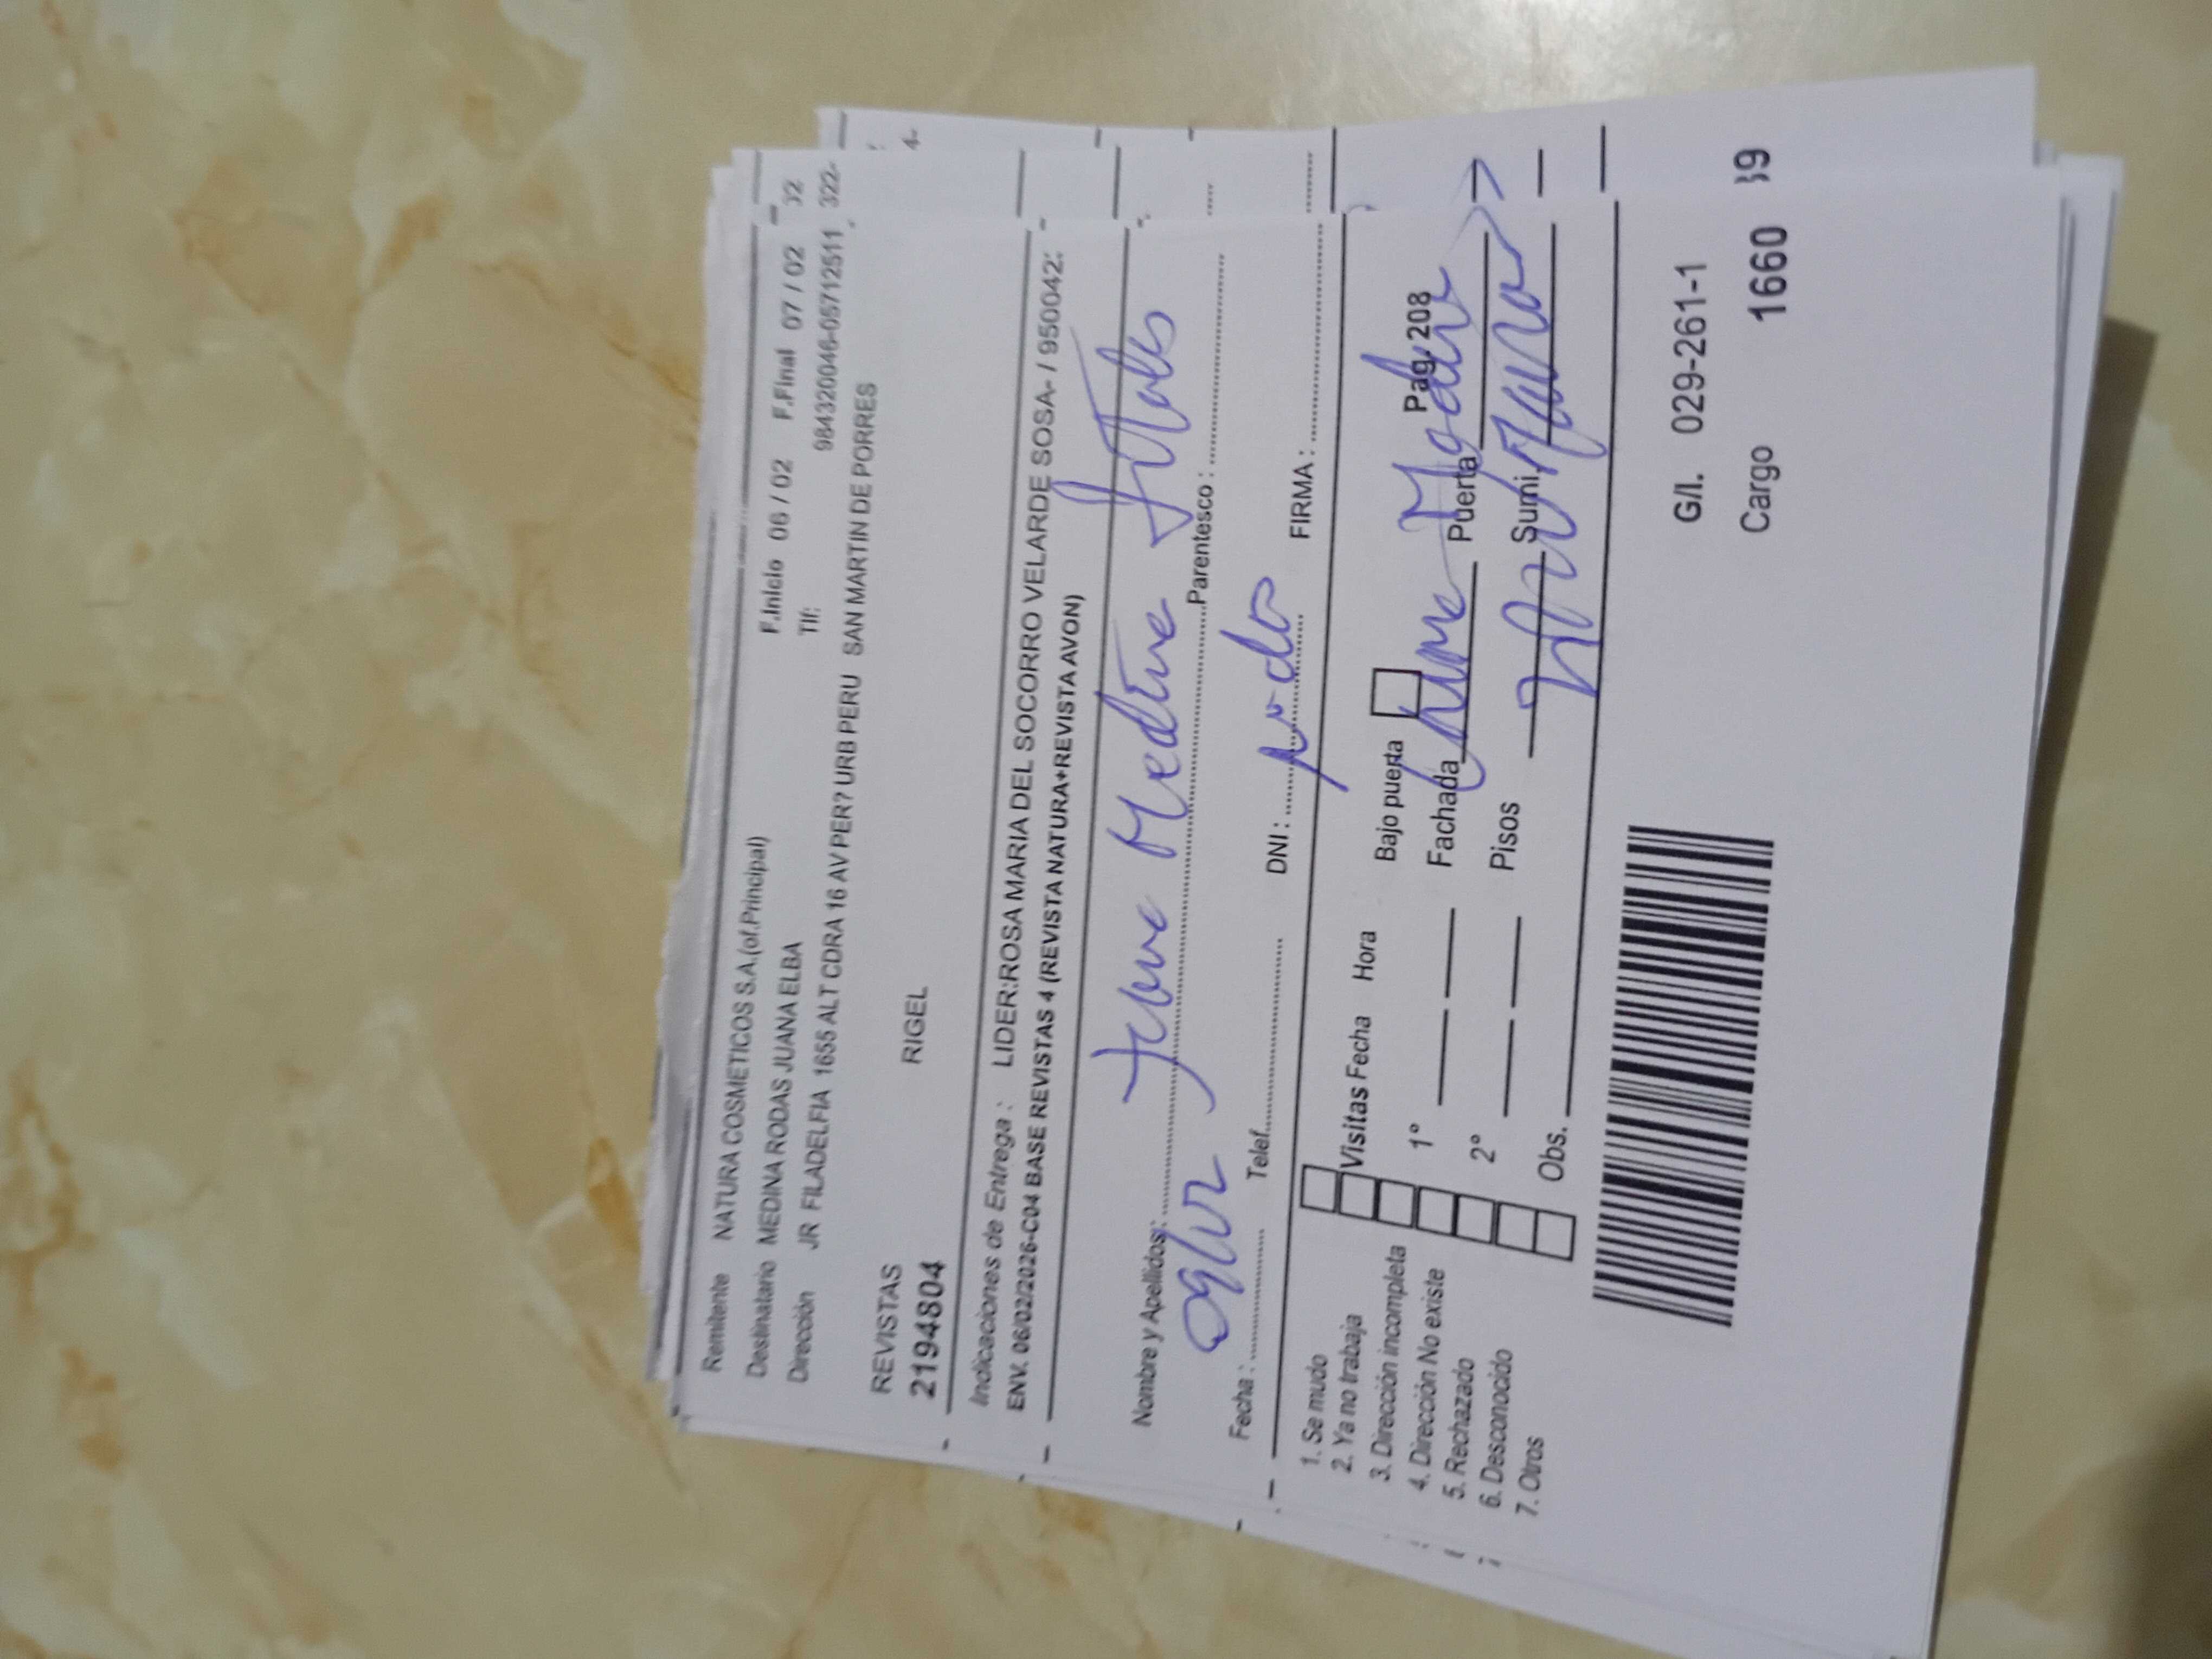 Remitente NATURA COSMETICOS S.A.(of.Principal)
Destinatario MEDINA RODAS JUANA ELBA F.Inicio 06 / 02 F.Final 07 / 02
Dirección JR FILADELFIA 1655 ALT CDRA 16 AV PER? URB PERU SAN MARTIN DE PORRES
Tlf: 984320046-05712511 322-
REVISTAS RIGEL
2194804
Indicaciones de Entrega : LIDER:ROSA MARIA DEL SOCORRO VELARDE SOSA- / 950042
ENV. 06/02/2026-C04 BASE REVISTAS 4 (REVISTA NATURA+REVISTA AVON)
Nombre y Apellidos: Medina Parentesco :
Fecha : Telef. DNI : FIRMA :
1. Se mudo
2. Ya no trabaja Visitas Fecha Hora Bajo puerta
3. Dirección incompleta
4. Dirección No existe 1° Fachada Puerta Pag. 208
5. Rechazado
6. Desconocido 2° Pisos Sumi.
7. Otros Obs.
G/I. 029-261-1
Cargo 1660 39